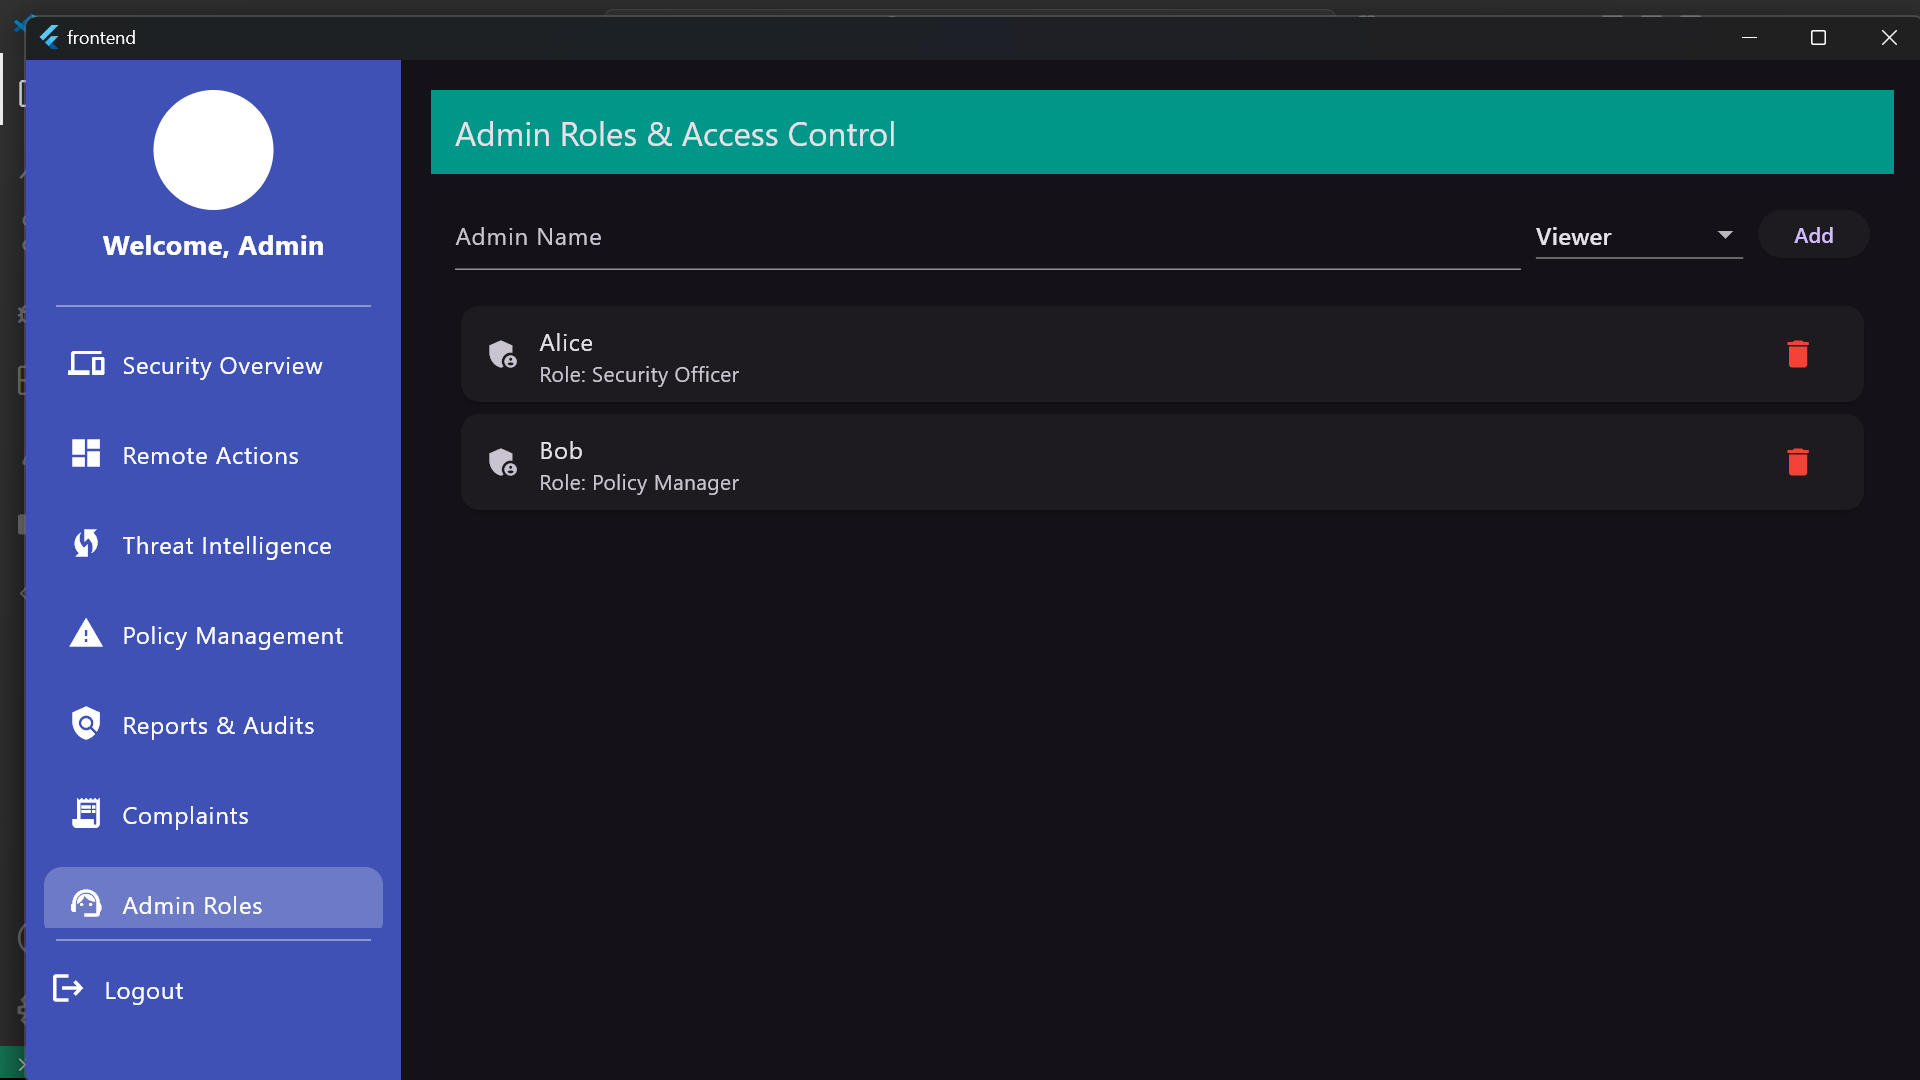 frontend
Welcome, Admin
Security Overview
Remote Actions
Threat Intelligence
Policy Management
Reports & Audits
Complaints
Admin Roles
Logout
Admin Roles & Access Control
Admin Name
Viewer
Add
Alice
Role: Security Officer
Bob
Role: Policy Manager